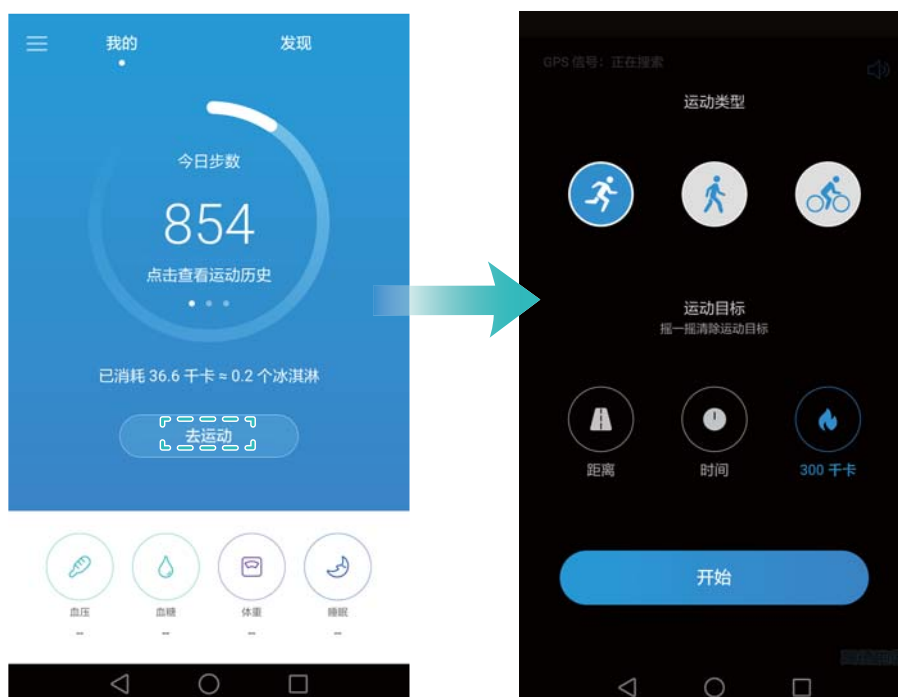 我的
发现
今日步数
854
点击查看运动历史
已消耗 36.6 千卡 ≈ 0.2 个冰淇淋
去运动
血压
血糖
体重
睡眠
--
--
--
--
GPS 信号：正在搜索
运动类型
运动目标
摇一摇清除运动目标
距离
时间
300 千卡
开始